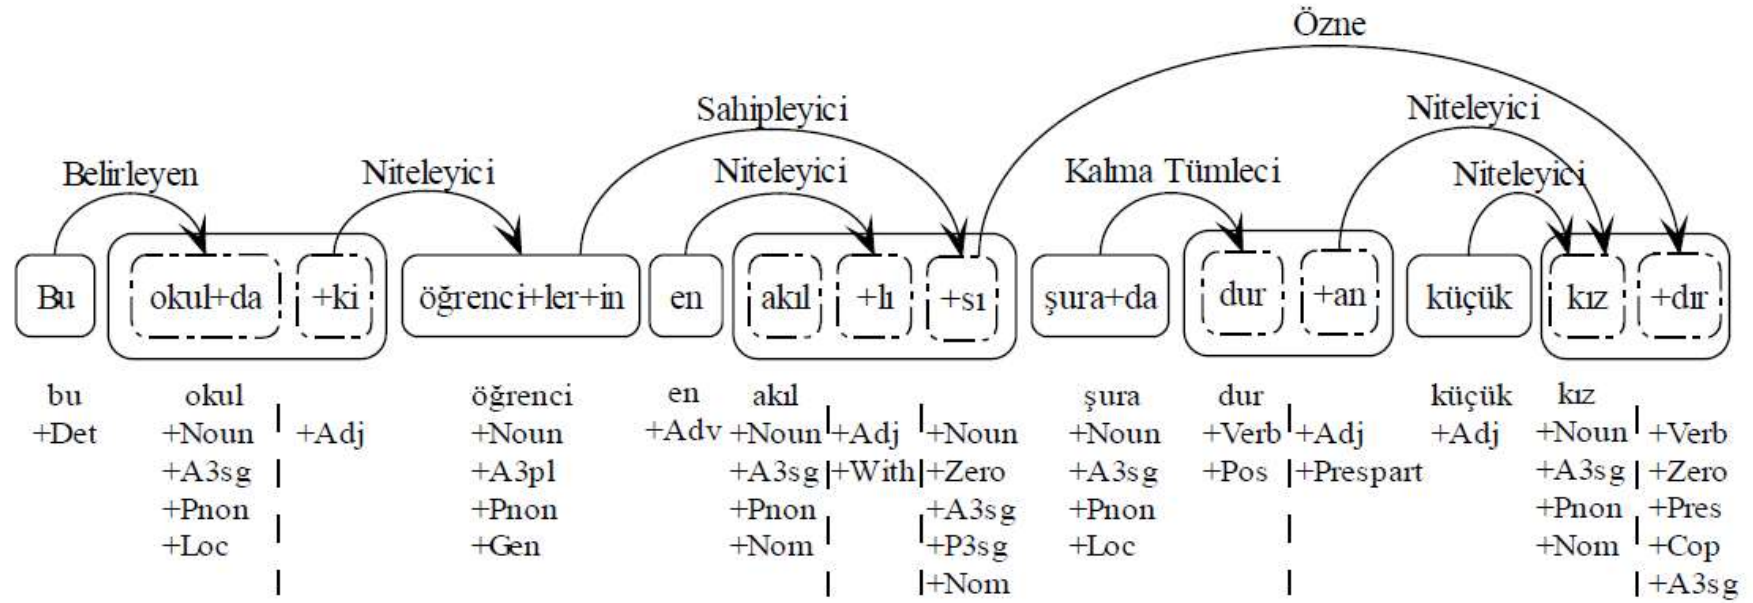 Özne
Sahipleyici Niteleyici
Belirleyen Niteleyici Niteleyici Kalma Tümleci Niteleyici
Bu okul+da +ki öğrenci+ler+in en akıl +lı +sı şura+da dur +an küçük kız +dır
bu okul öğrenci en akıl şura dur küçük kız
+Det +Noun +Adj +Noun +Adv +Noun +Adj +Noun +Noun +Verb +Adj +Adj +Noun +Verb
+A3sg +A3pl +A3sg +With +Zero +A3sg +Pos +Prespart +A3sg +Zero
+Pnon +Pnon +Pnon +A3sg +Pnon +Pnon +Pres
+Loc +Gen +Nom +P3sg +Loc +Nom +Cop
+Nom +A3sg